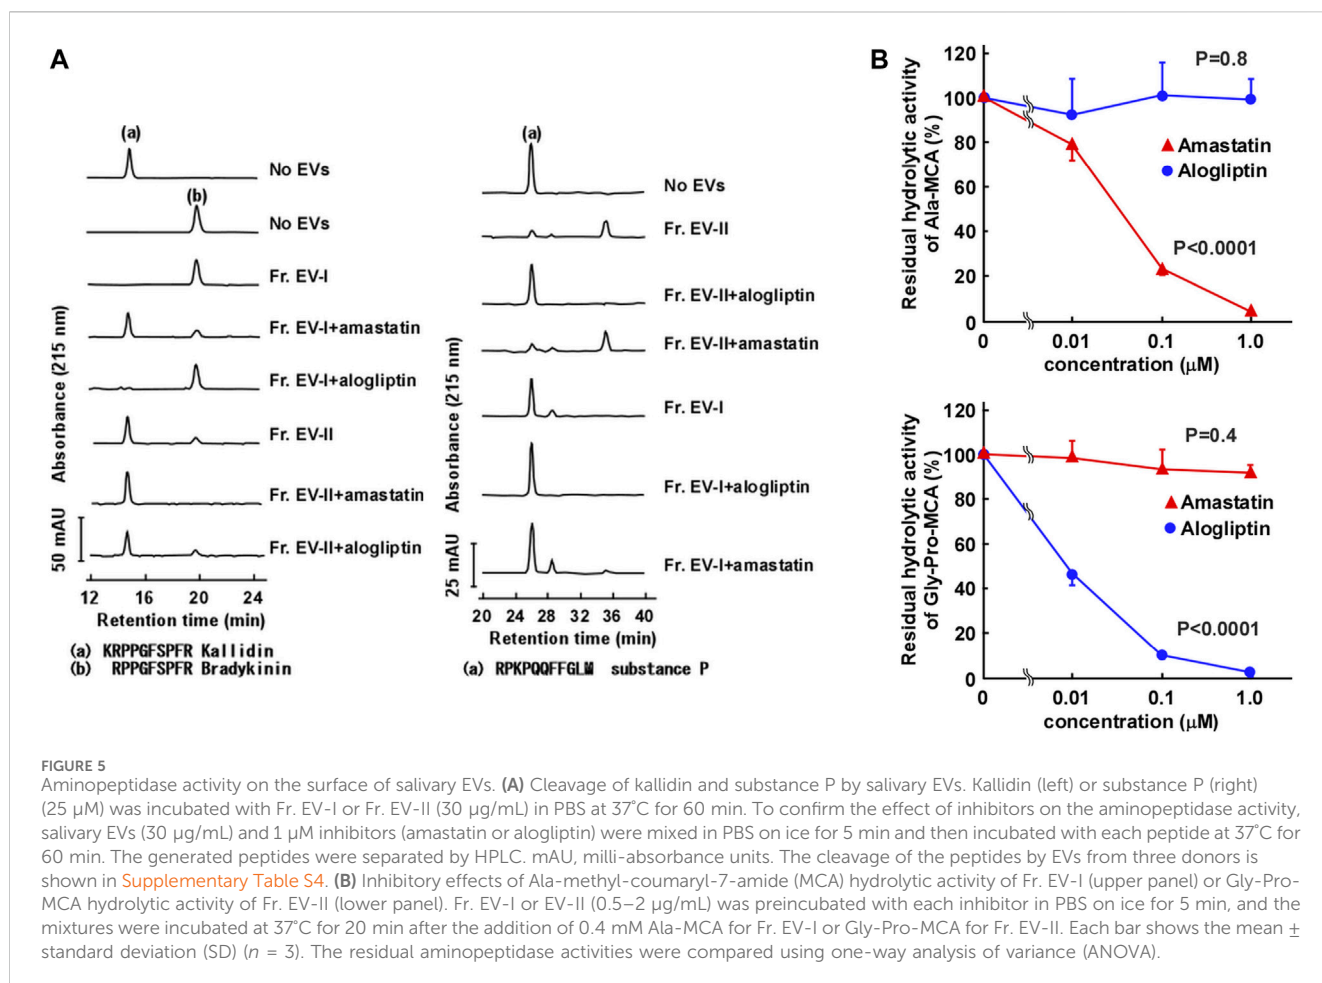 A
(a)
No EVs
(b)
No EVs
Fr. EV-I
Fr. EV-I+amastatin
Fr. EV-I+alogliptin
Fr. EV-II
Fr. EV-II+amastatin
Fr. EV-II+alogliptin
Absorbance (215 nm)
50 mAU
12 16 20 24
Retention time (min)
(a) KRPPGFSPFR Kallidin
(b) RPPGFSPFR Bradykinin
(a)
No EVs
Fr. EV-II
Fr. EV-II+alogliptin
Fr. EV-II+amastatin
Fr. EV-I
Fr. EV-I+alogliptin
Fr. EV-I+amastatin
Absorbance (215 nm)
25 mAU
20 24 28 32 36 40
Retention time (min)
(a) RPKPQQFFGLM substance P
B
Residual hydrolytic activity
of Ala-MCA (%)
120
100
80
60
40
20
0
P=0.8
Amastatin
Alogliptin
P<0.0001
0 0.01 0.1 1.0
concentration (μM)
Residual hydrolytic activity
of Gly-Pro-MCA (%)
120
100
80
60
40
20
0
P=0.4
Amastatin
Alogliptin
P<0.0001
0 0.01 0.1 1.0
concentration (μM)
FIGURE 5
Aminopeptidase activity on the surface of salivary EVs. (A) Cleavage of kallidin and substance P by salivary EVs. Kallidin (left) or substance P (right)
(25 μM) was incubated with Fr. EV-I or Fr. EV-II (30 μg/mL) in PBS at 37°C for 60 min. To confirm the effect of inhibitors on the aminopeptidase activity,
salivary EVs (30 μg/mL) and 1 μM inhibitors (amastatin or alogliptin) were mixed in PBS on ice for 5 min and then incubated with each peptide at 37°C for
60 min. The generated peptides were separated by HPLC. mAU, milli-absorbance units. The cleavage of the peptides by EVs from three donors is
shown in Supplementary Table S4. (B) Inhibitory effects of Ala-methyl-coumaryl-7-amide (MCA) hydrolytic activity of Fr. EV-I (upper panel) or Gly-Pro-
MCA hydrolytic activity of Fr. EV-II (lower panel). Fr. EV-I or EV-II (0.5–2 μg/mL) was preincubated with each inhibitor in PBS on ice for 5 min, and the
mixtures were incubated at 37°C for 20 min after the addition of 0.4 mM Ala-MCA for Fr. EV-I or Gly-Pro-MCA for Fr. EV-II. Each bar shows the mean ±
standard deviation (SD) (n = 3). The residual aminopeptidase activities were compared using one-way analysis of variance (ANOVA).